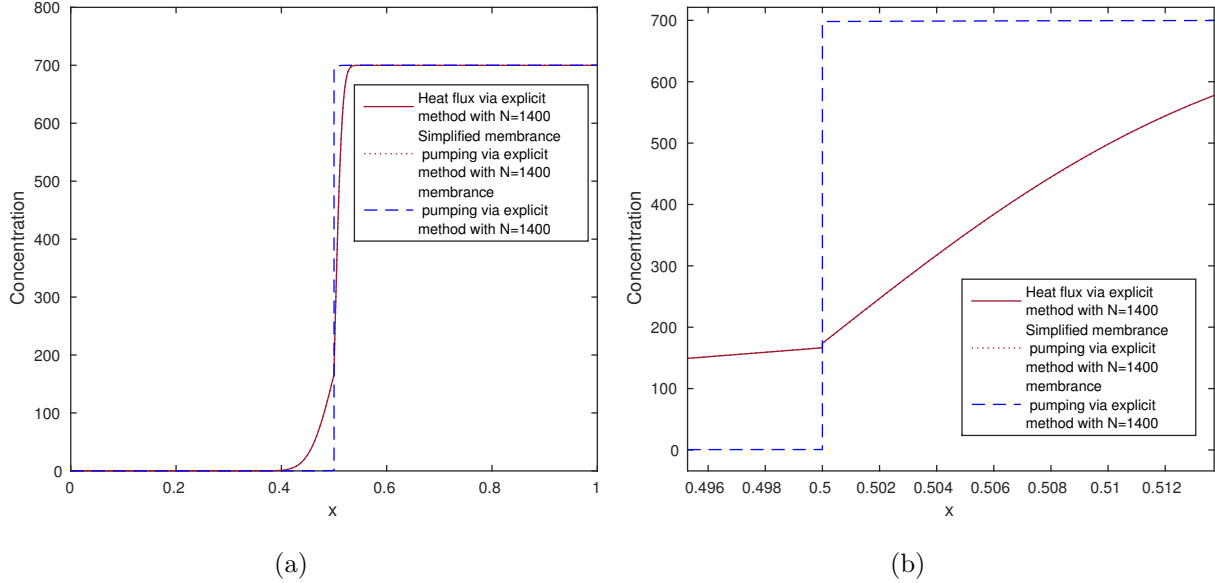 800
700
600
500
400
300
200
100
0
Concentration
0
0.2
0.4
0.6
0.8
1
x
Heat flux via explicit
method with N=1400
Simplified membrance
pumping via explicit
method with N=1400
membrance
pumping via explicit
method with N=1400
(a)
700
600
500
400
300
200
100
0
Concentration
0.496
0.498
0.5
0.502
0.504
0.506
0.508
0.51
0.512
x
Heat flux via explicit
method with N=1400
Simplified membrance
pumping via explicit
method with N=1400
membrance
pumping via explicit
method with N=1400
(b)